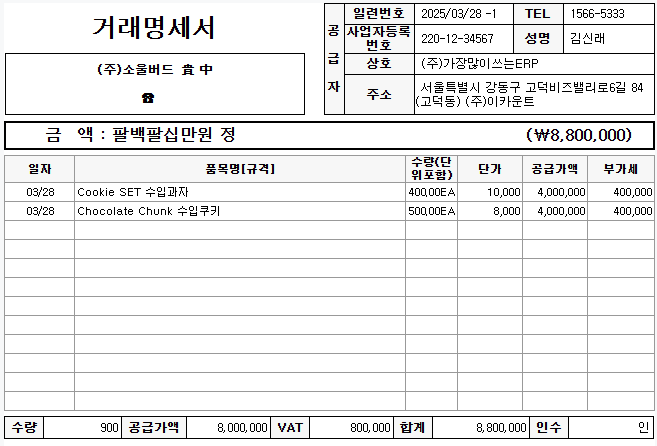 거래명세서
(주)소울버드 貴 中
☎
공급자
일련번호 2025/03/28 -1 TEL 1566-5333
사업자등록번호 220-12-34567 성명 김신래
상호 (주)가장많이쓰는ERP
주소 서울특별시 강동구 고덕비즈밸리로6길 84
(고덕동) (주)이카운트
금 액 : 팔백팔십만원 정 (₩8,800,000)
일자 품목명[규격] 수량(단위포함) 단가 공급가액 부가세
03/28 Cookie SET 수입과자 400,00EA 10,000 4,000,000 400,000
03/28 Chocolate Chunk 수입쿠키 500,00EA 8,000 4,000,000 400,000
수량 900 공급가액 8,000,000 VAT 800,000 합계 8,800,000 인수 인